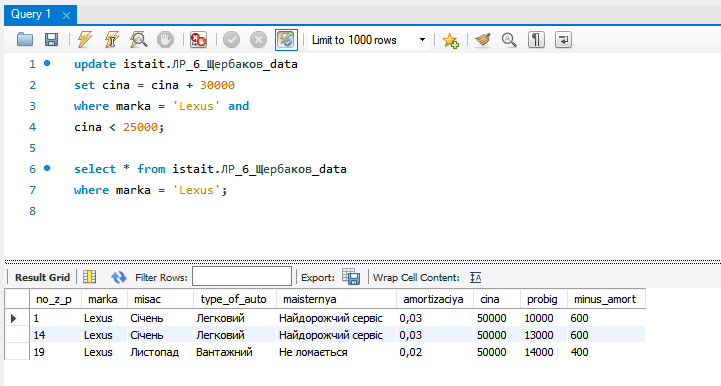 Query 1
Limit to 1000 rows
1 update istait.ЛР_6_Щербаков_data
2 set cina = cina + 30000
3 where marka = 'Lexus' and
4 cina < 25000;
5
6 select * from istait.ЛР_6_Щербаков_data
7 where marka = 'Lexus';
8
Result Grid Filter Rows: Export: Wrap Cell Content:
no_z_p marka misac type_of_auto maisternya amortizaciya cina probig minus_amort
1 Lexus Січень Легковий Найдорожчий сервіс 0,03 50000 10000 600
14 Lexus Січень Легковий Найдорожчий сервіс 0,03 50000 13000 600
19 Lexus Листопад Вантажний Не ломається 0,02 50000 14000 400